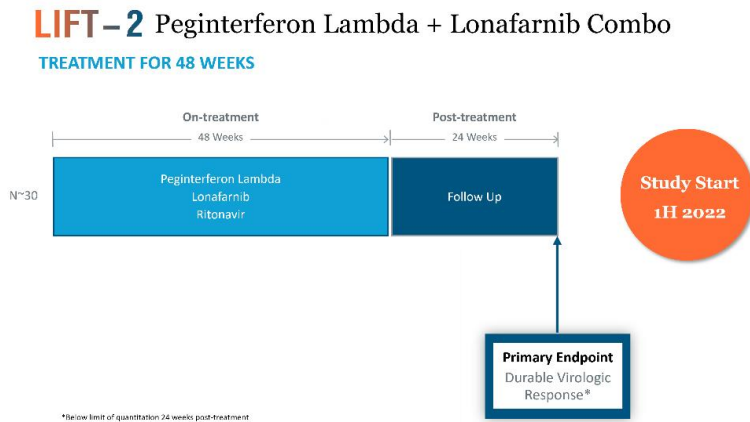 LIFT – 2 Peginterferon Lambda + Lonafarnib Combo
TREATMENT FOR 48 WEEKS
On-treatment
Post-treatment
48 Weeks
24 Weeks
N~30
Peginterferon Lambda
Lonafarnib
Ritonavir
Follow Up
Study Start
1H 2022
Primary Endpoint
Durable Virologic
Response*
*Below limit of quantitation 24 weeks post-treatment